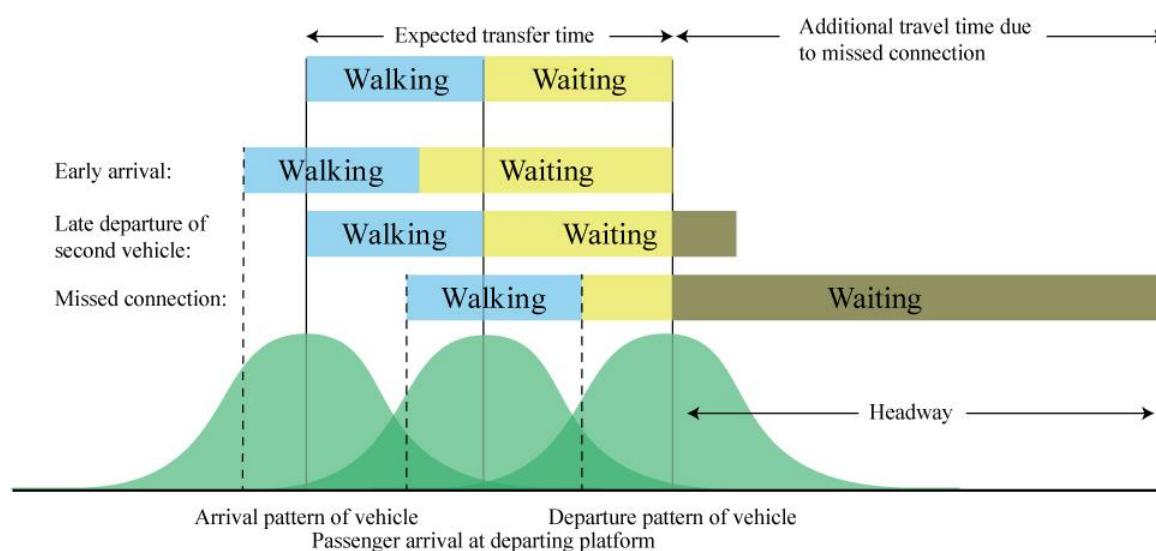 Expected transfer time
Additional travel time due
to missed connection
Walking Waiting
Early arrival: Walking Waiting
Late departure of
second vehicle: Walking Waiting
Missed connection: Walking Waiting
Headway
Arrival pattern of vehicle Departure pattern of vehicle
Passenger arrival at departing platform